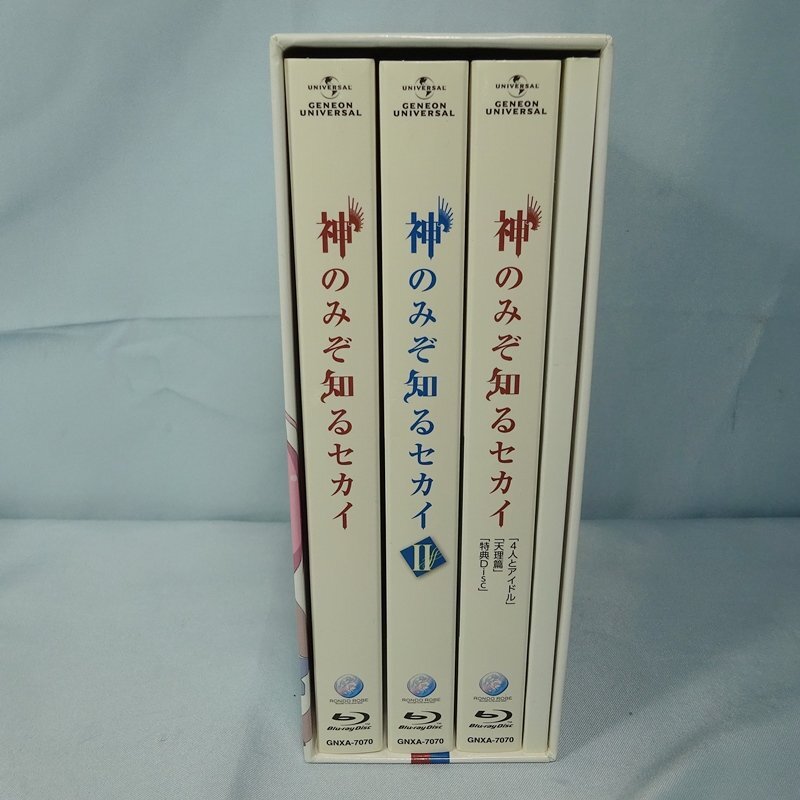 UNIVERSAL
GENEON
UNIVERSAL
神のみぞ知るセカイ
RONDO ROBE
Blu-ray Disc
GNXA-7070
UNIVERSAL
GENEON
UNIVERSAL
神のみぞ知るセカイ
II
RONDO ROBE
Blu-ray Disc
GNXA-7070
UNIVERSAL
GENEON
UNIVERSAL
神のみぞ知るセカイ
「4人とアイドル」
「天理篇」
「特典Disc」
RONDO ROBE
Blu-ray Disc
GNXA-7070